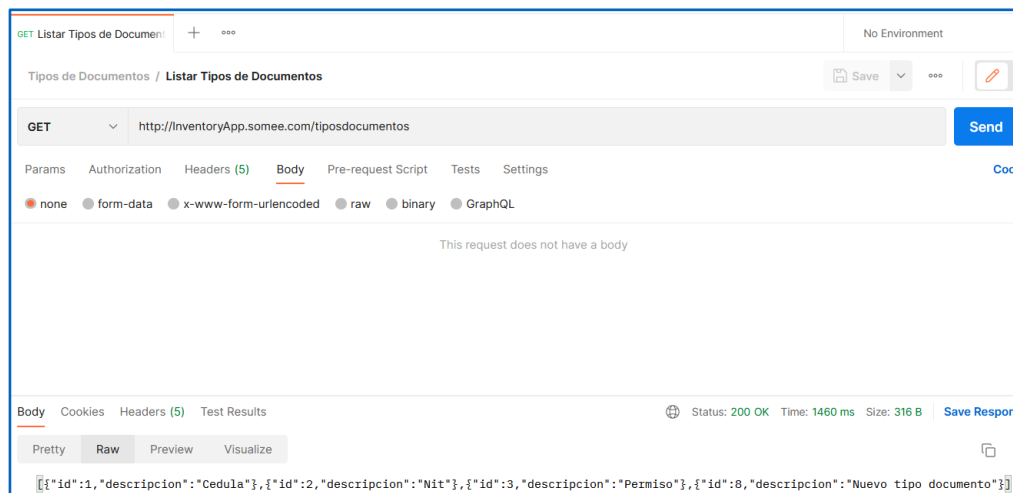 GET Listar Tipos de Document + ooo No Environment
Tipos de Documentos / Listar Tipos de Documentos Save ooo
GET http://InventoryApp.somee.com/tiposdocumentos Send
Params Authorization Headers (5) Body Pre-request Script Tests Settings Coo
none form-data x-www-form-urlencoded raw binary GraphQL
This request does not have a body
Body Cookies Headers (5) Test Results Status: 200 OK Time: 1460 ms Size: 316 B Save Respon
Pretty Raw Preview Visualize
[{"id":1,"descripcion":"Cedula"},{"id":2,"descripcion":"Nit"},{"id":3,"descripcion":"Permiso"},{"id":8,"descripcion":"Nuevo tipo documento"}]